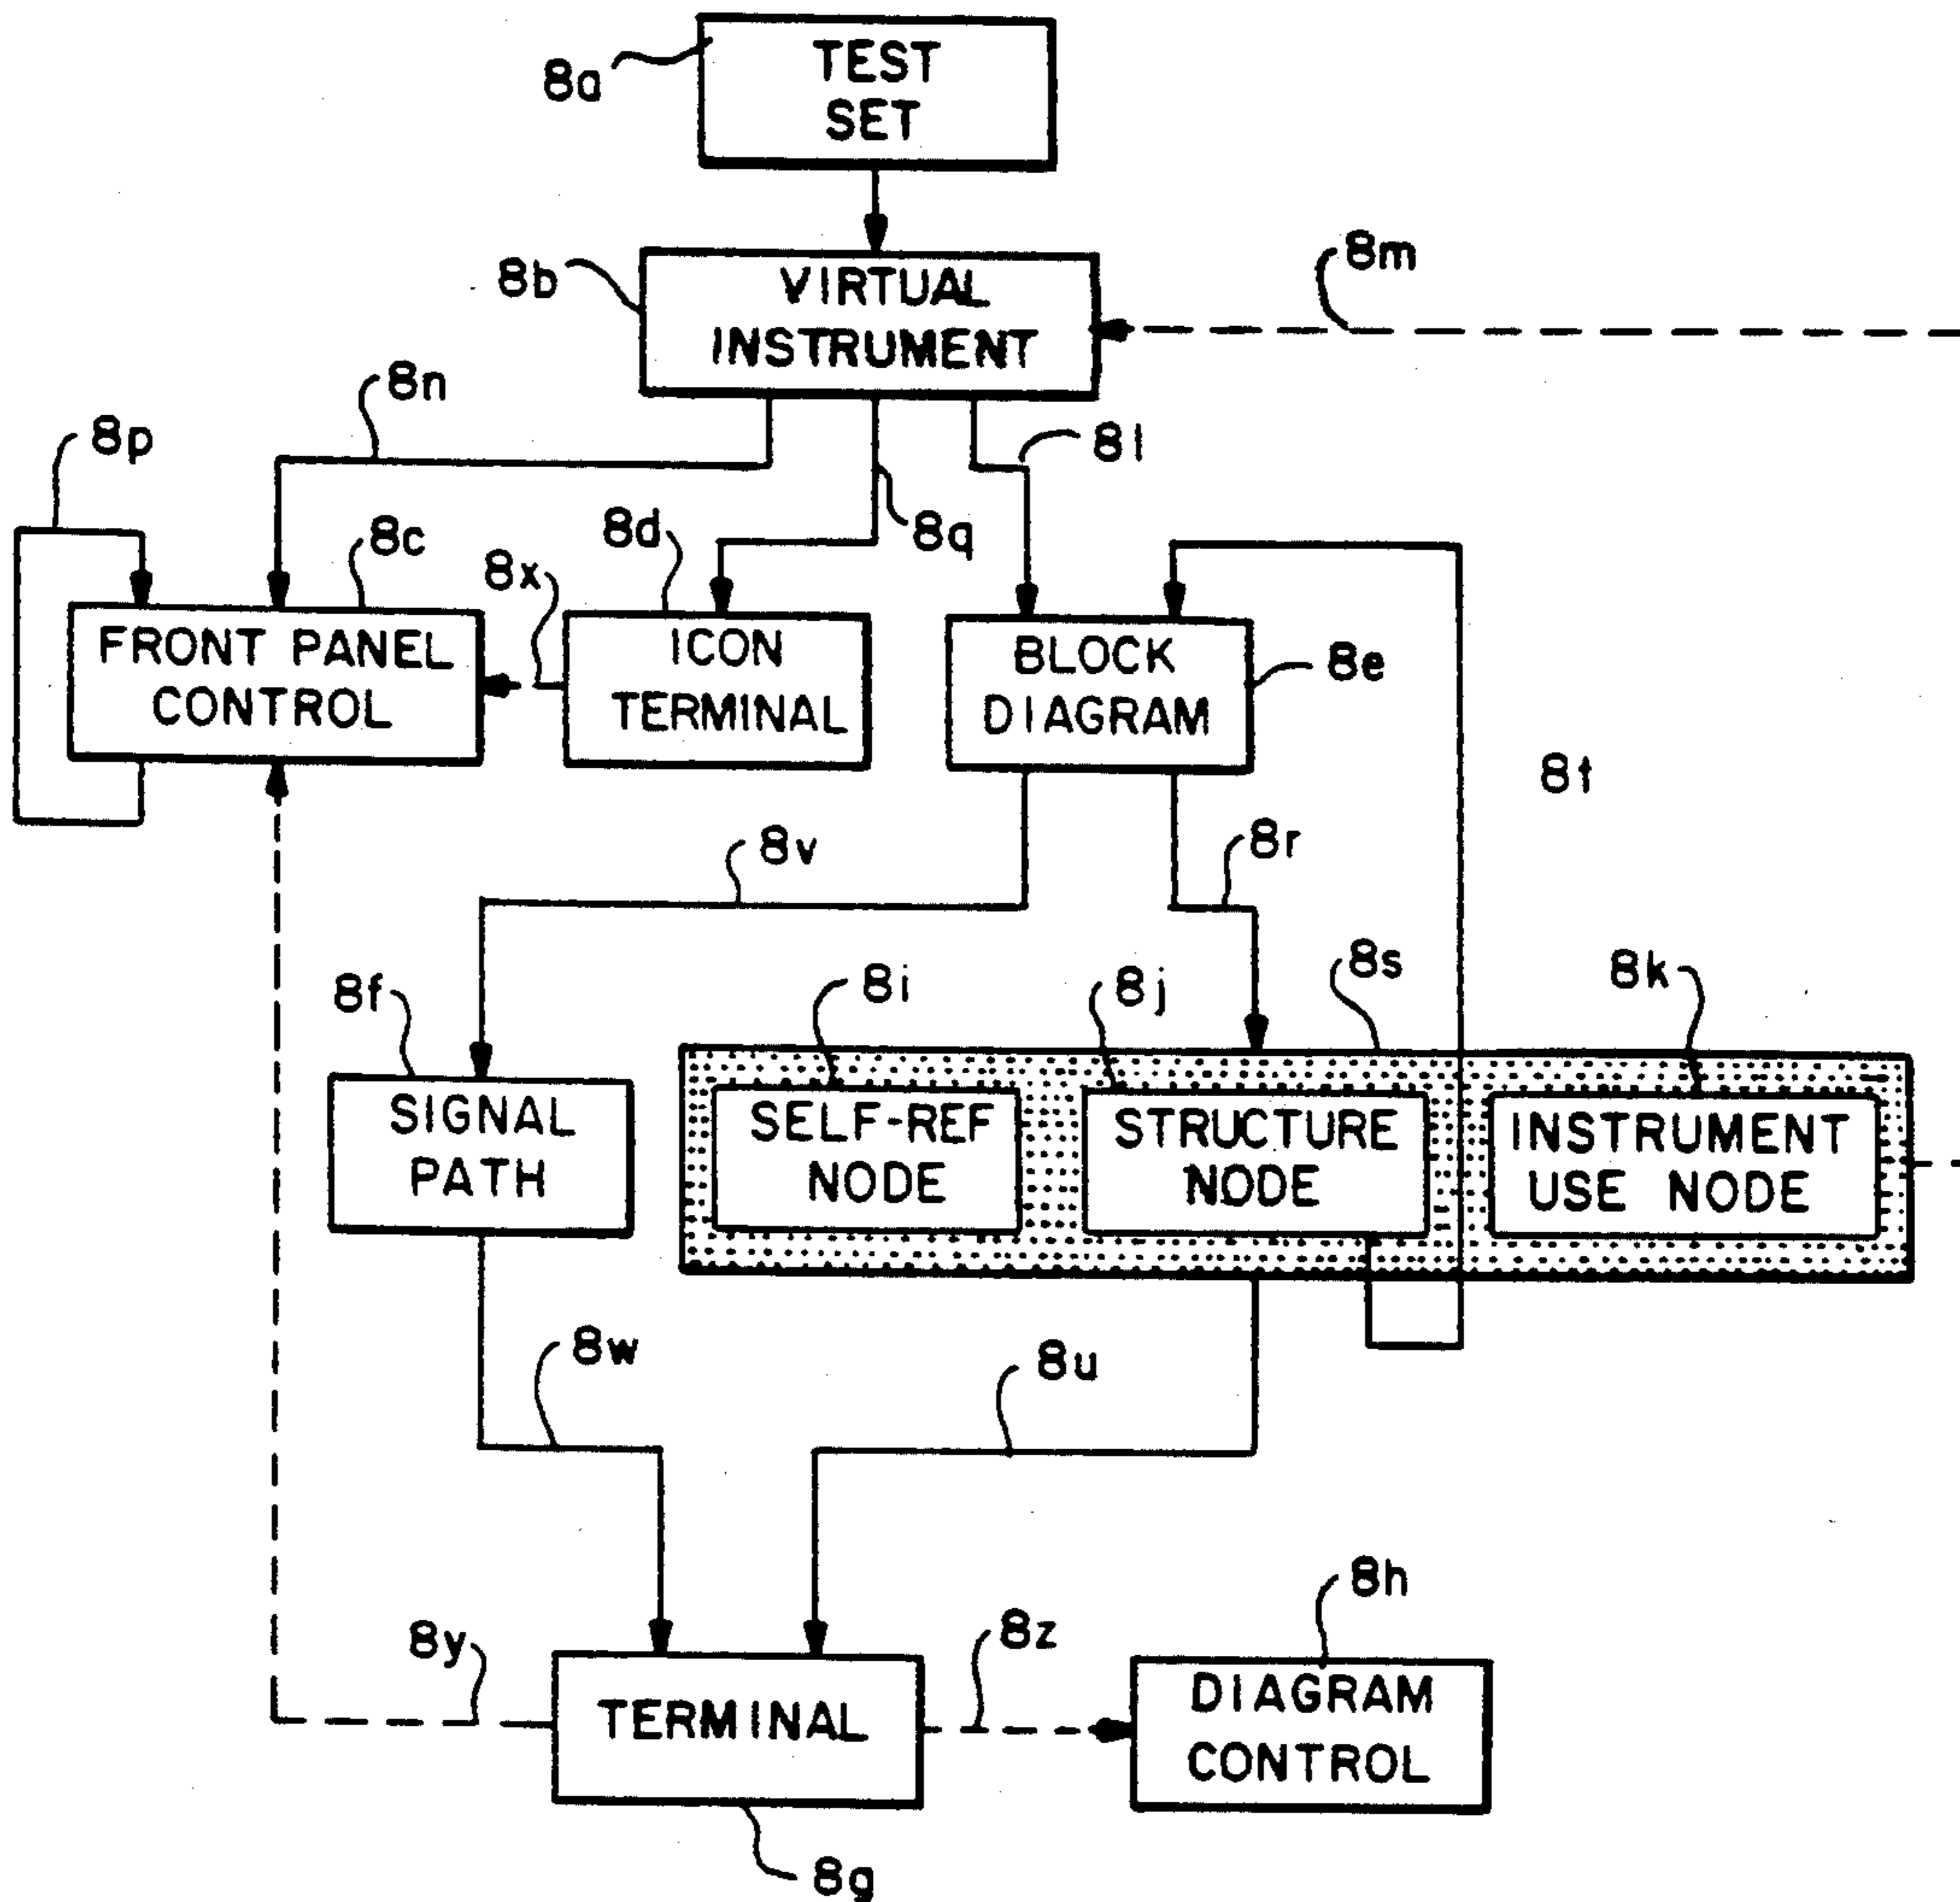 8a
TEST
SET
8b
VIRTUAL
INSTRUMENT
8m
8n
8p
8l
8c
8d
8q
8x
FRONT PANEL
CONTROL
ICON
TERMINAL
BLOCK
DIAGRAM
8e
8t
8v
8r
8f
8i
8j
8s
8k
SIGNAL
PATH
SELF-REF
NODE
STRUCTURE
NODE
INSTRUMENT
USE NODE
8w
8u
8h
8y
8z
TERMINAL
DIAGRAM
CONTROL
8g